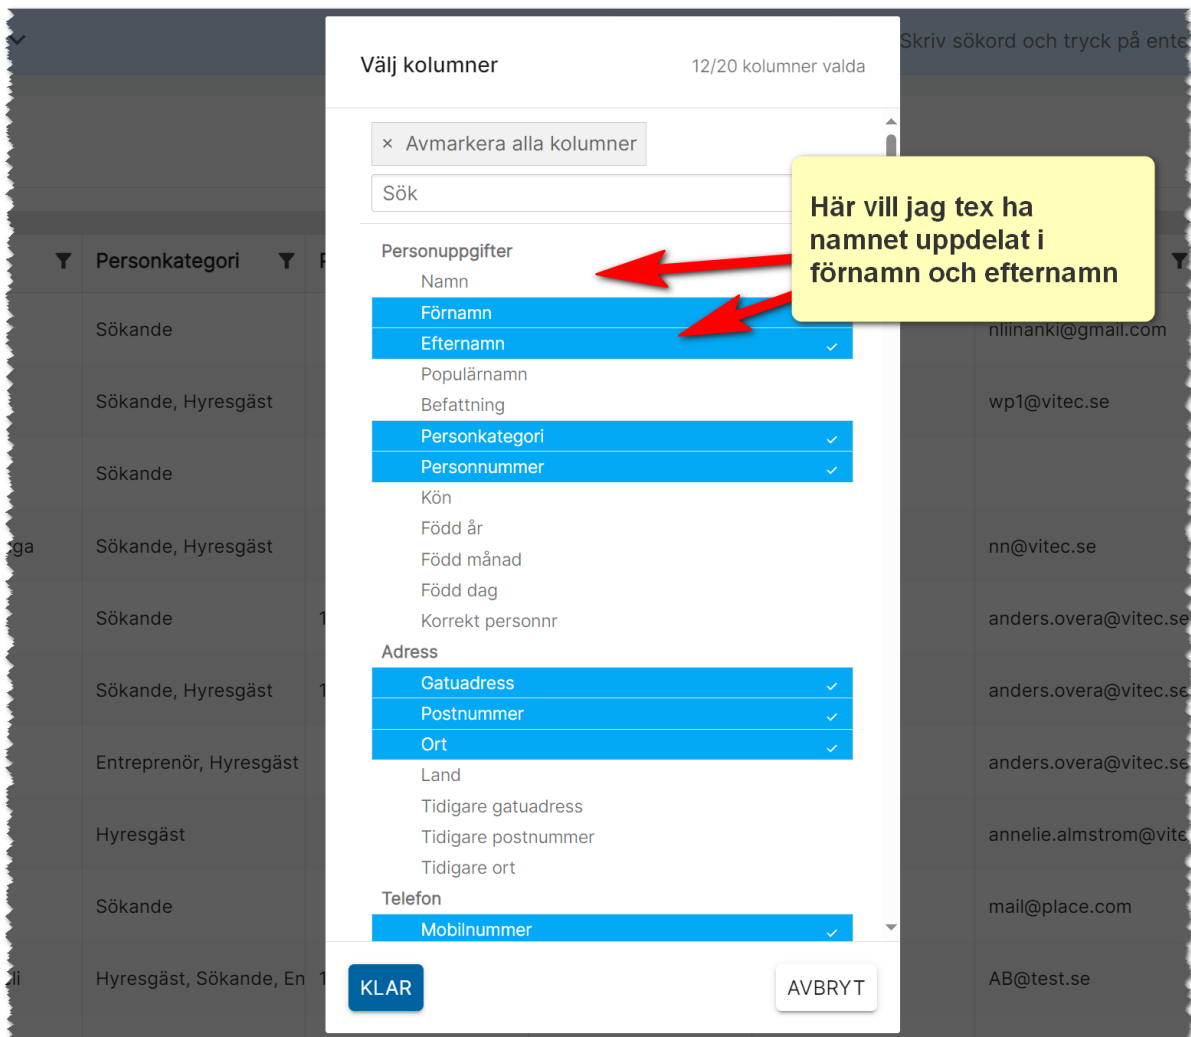 Skriv sökord och tryck på ente
Välj kolumner
12/20 kolumner valda
× Avmarkera alla kolumner
Sök
Här vill jag tex ha
namnet uppdelat i
förnamn och efternamn
Personkategori
Personuppgifter
Namn
Förnamn
Efternamn
Populärnamn
Befattning
Personkategori
Personnummer
Kön
Född år
Född månad
Född dag
Korrekt personnr
Adress
Gatuadress
Postnummer
Ort
Land
Tidigare gatuadress
Tidigare postnummer
Tidigare ort
Telefon
Mobilnummer
KLAR
AVBRYT
Sökande
nliinanki@gmail.com
Sökande, Hyresgäst
wp1@vitec.se
Sökande
ga
Sökande, Hyresgäst
nn@vitec.se
Sökande
1
anders.overa@vitec.se
Sökande, Hyresgäst
1
anders.overa@vitec.se
Entreprenör, Hyresgäst
anders.overa@vitec.se
Hyresgäst
annelie.almstrom@vite
Sökande
mail@place.com
li
Hyresgäst, Sökande, En
1
AB@test.se